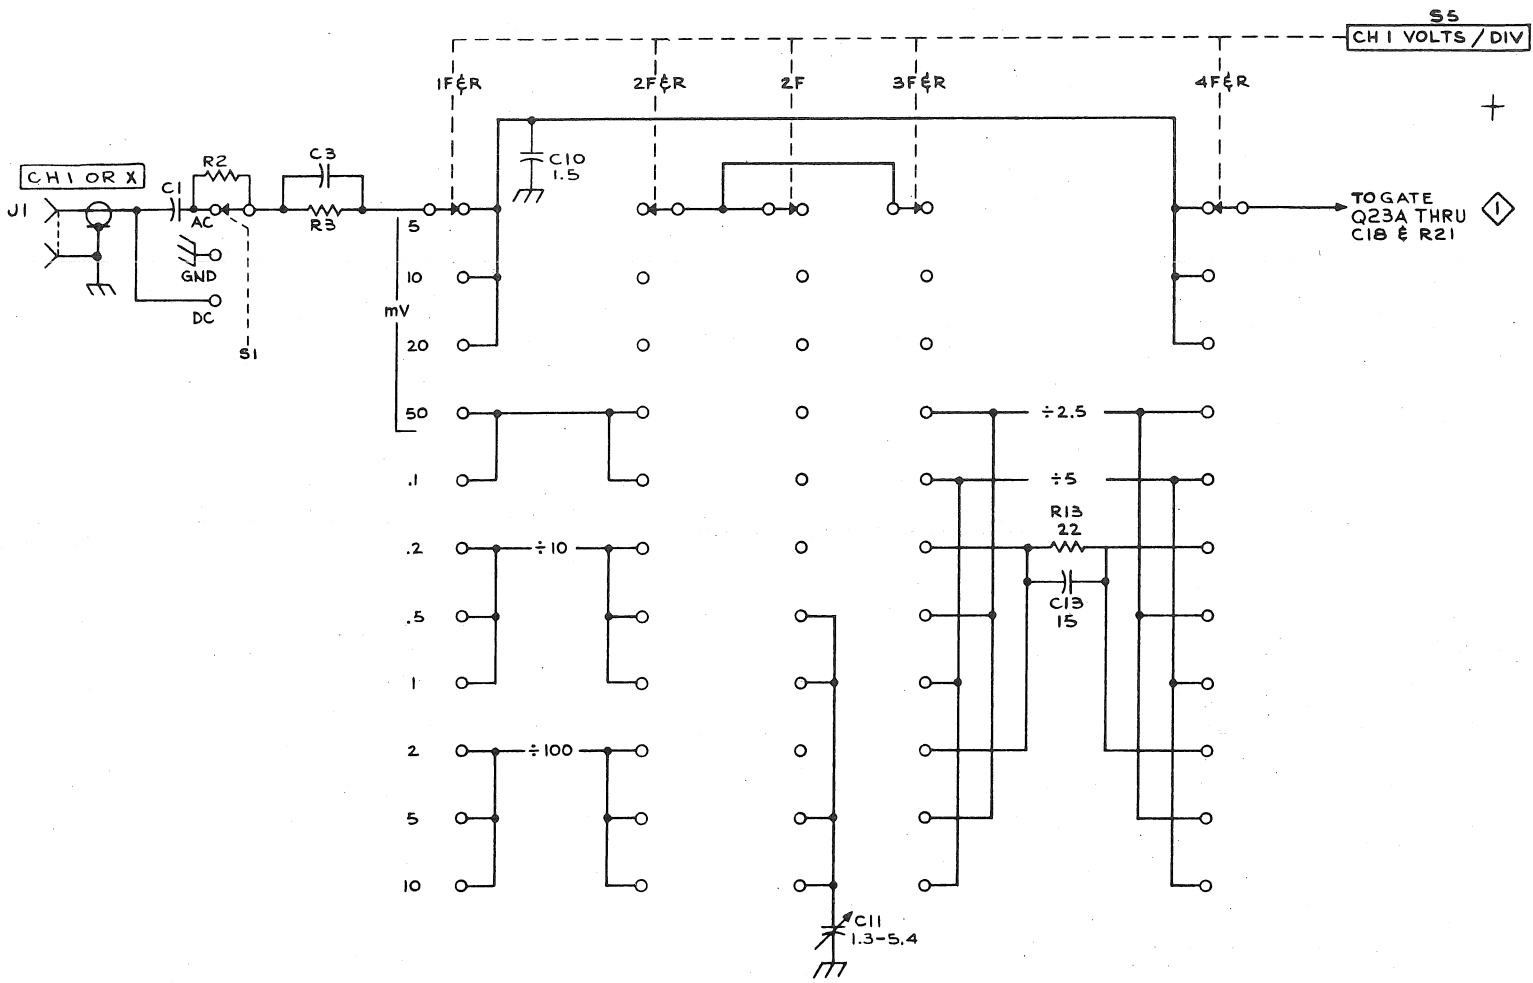 S5
CH 1 VOLTS / DIV
1F&R
2F&R
2F
3F&R
4F&R
CH 1 OR X
R2
C3
C10
1.5
C1
J1
AC
R3
5
TO GATE
Q23A THRU
C18 & R21
1
GND
10
DC
mV
S1
20
50
÷2.5
.1
÷5
R13
22
.2
÷10
C13
15
.5
1
2
÷100
5
10
C11
1.3-5.4